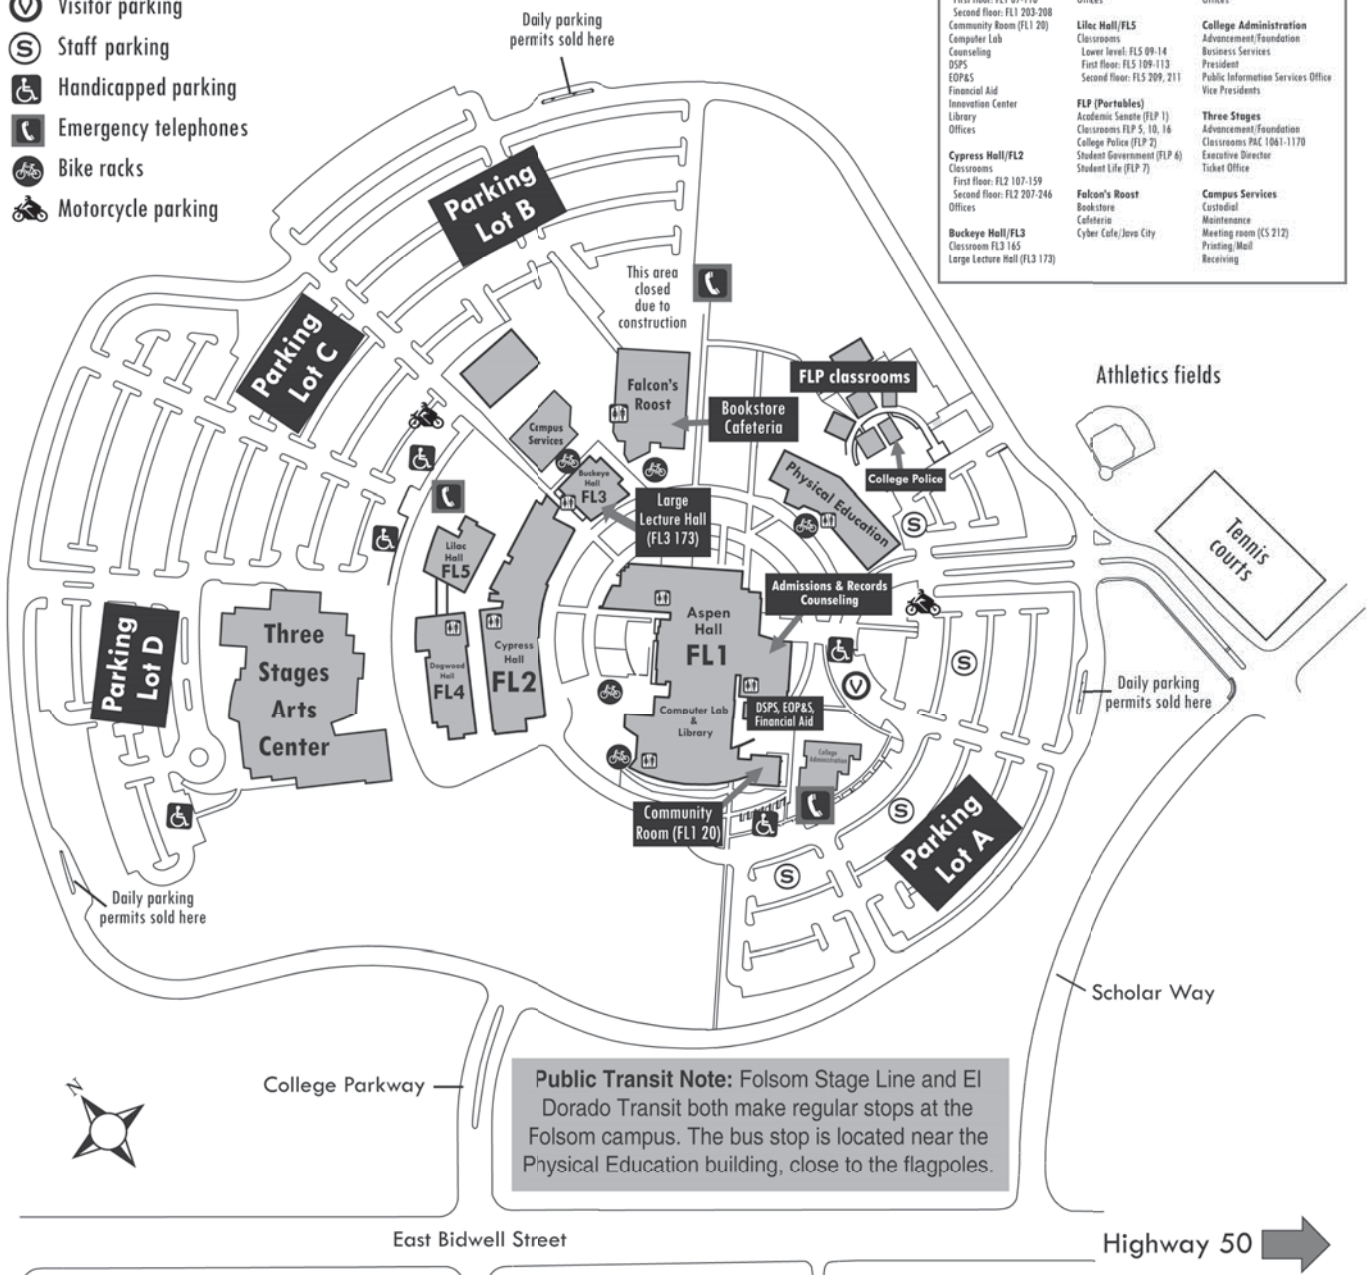 Visitor parking
Staff parking
Handicapped parking
Emergency telephones
Bike racks
Motorcycle parking
V
S
Daily parking
permits sold here
Second floor: FL1 203-208
Community Room (FL1 20)
Computer Lab
Counseling
DSPS
EOP&S
Financial Aid
Innovation Center
Library
Offices
Cypress Hall/FL2
Classrooms
First floor: FL2 107-159
Second floor: FL2 207-246
Offices
Buckeye Hall/FL3
Classroom FL3 165
Large Lecture Hall (FL3 173)
Offices
Lilac Hall/FL5
Classrooms
Lower level: FL5 09-14
First floor: FL5 109-113
Second floor: FL5 209, 211
FLP (Portables)
Academic Senate (FLP 1)
Classrooms FLP 5, 10, 16
College Police (FLP 2)
Student Government (FLP 6)
Student Life (FLP 7)
Falcon's Roost
Bookstore
Cafeteria
Cyber Cafe/Java City
Offices
College Administration
Advancement/Foundation
Business Services
President
Public Information Services Office
Vice Presidents
Three Stages
Advancement/Foundation
Classrooms PAC 1061-1170
Executive Director
Ticket Office
Campus Services
Custodial
Maintenance
Meeting room (CS 212)
Printing/Mail
Receiving
Parking
Lot B
This area
closed
due to
construction
Parking
Lot C
Falcon's
Roost
Bookstore
Cafeteria
FLP classrooms
Athletics fields
Campus
Services
Buckeye
Hall
FL3
Large
Lecture Hall
(FL3 173)
College Police
Physical Education
S
Tennis
courts
Lilac
Hall
FL5
Admissions & Records
Counseling
Aspen
Hall
FL1
Three
Stages
Arts
Center
Parking
Lot D
Dogwood
Hall
FL4
Cypress
Hall
FL2
S
V
Daily parking
permits sold here
Computer Lab
&
Library
DSPS, EOP&S,
Financial Aid
College
Administration
Community
Room (FL1 20)
S
Parking
Lot A
S
Daily parking
permits sold here
Scholar Way
N
College Parkway
Public Transit Note: Folsom Stage Line and El
Dorado Transit both make regular stops at the
Folsom campus. The bus stop is located near the
Physical Education building, close to the flagpoles.
East Bidwell Street
Highway 50